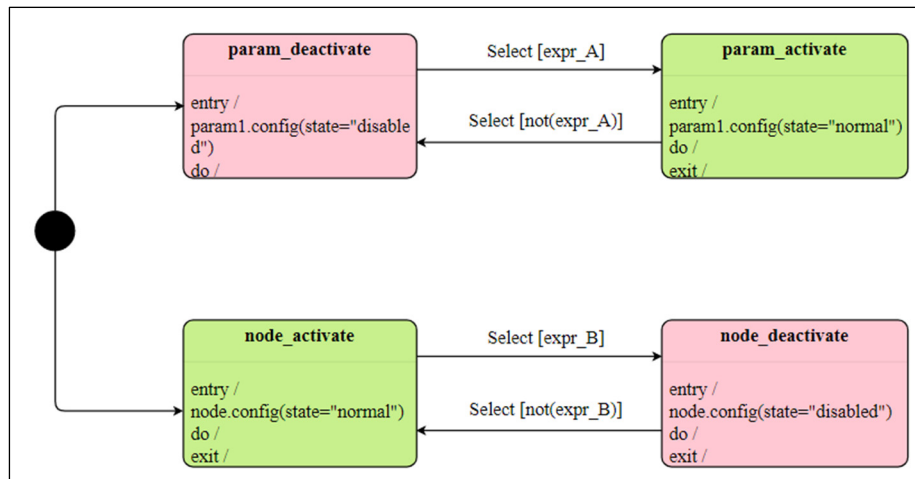 param_deactivate
entry /
param1.config(state="disable
d")
do /
Select [expr_A]
Select [not(expr_A)]
param_activate
entry /
param1.config(state="normal")
do /
exit /
node_activate
entry /
node.config(state="normal")
do /
exit /
Select [expr_B]
Select [not(expr_B)]
node_deactivate
entry /
node.config(state="disabled")
do /
exit /